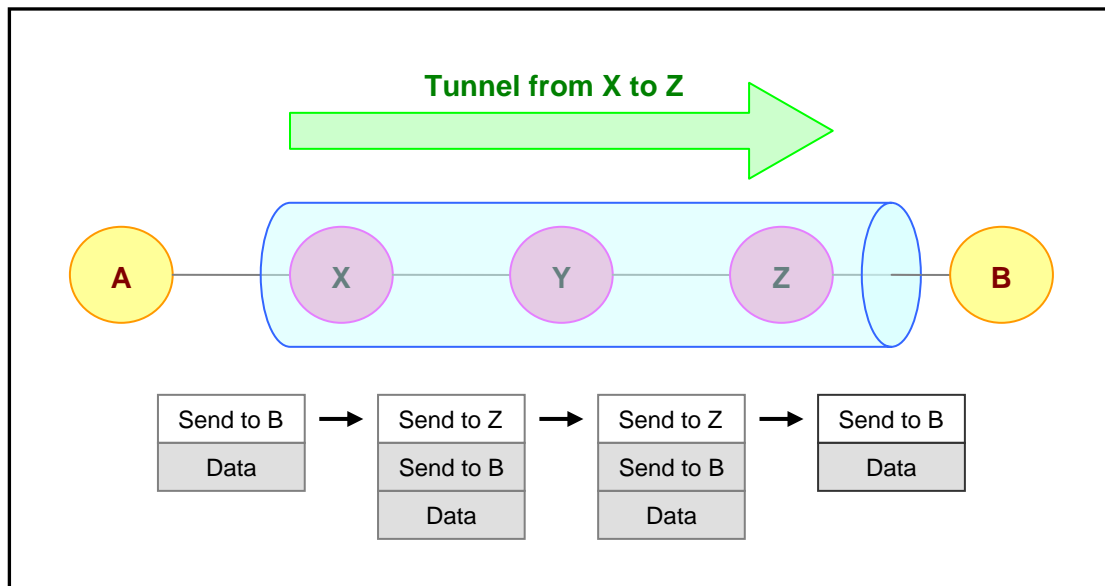 Tunnel from X to Z
A
X
Y
Z
B
Send to B
Data
Send to Z
Send to B
Data
Send to Z
Send to B
Data
Send to B
Data